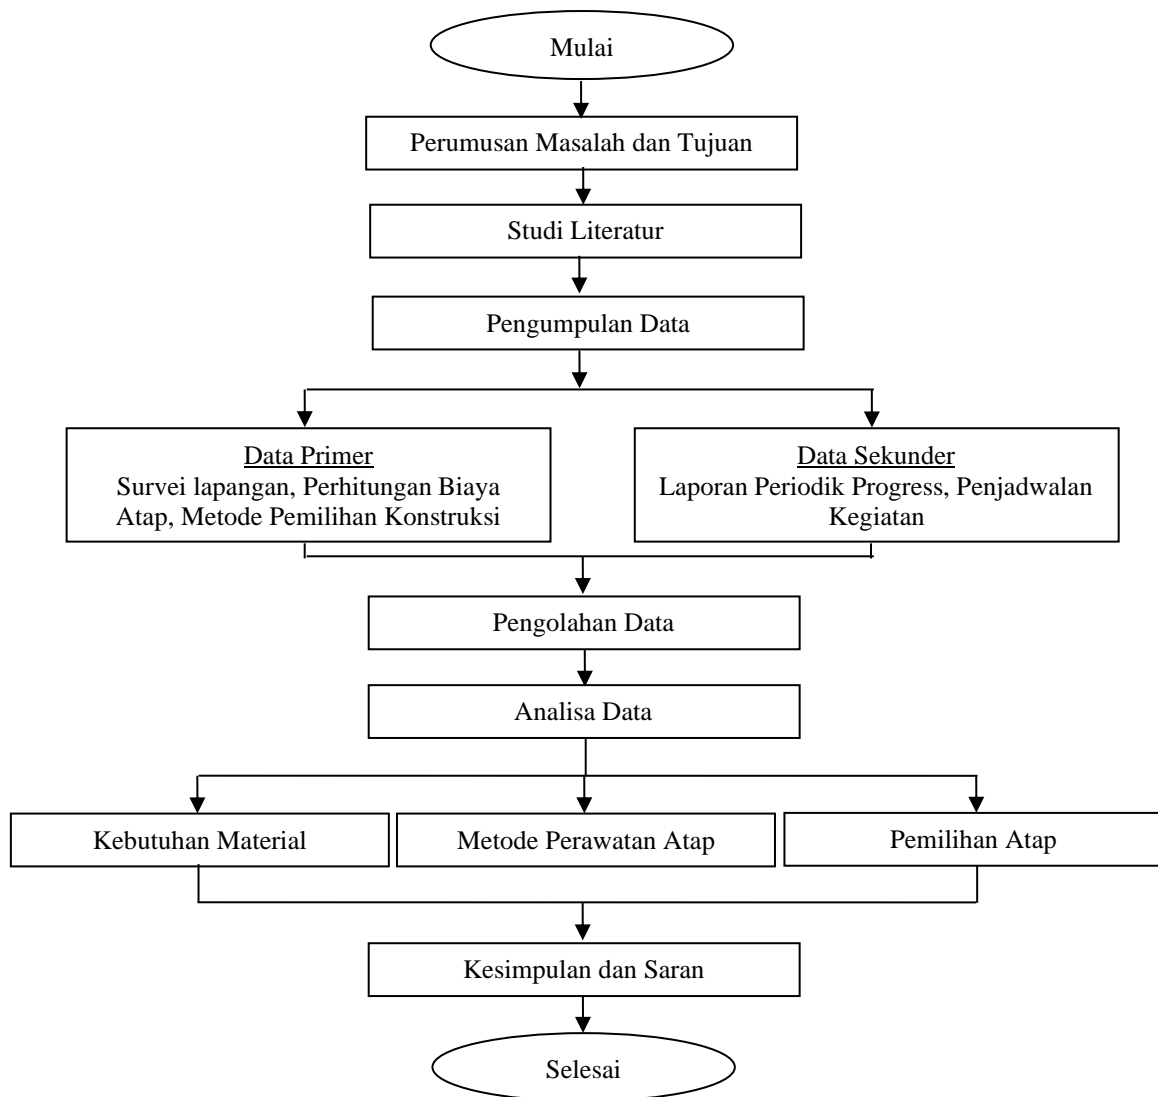 Mulai
Perumusan Masalah dan Tujuan
Studi Literatur
Pengumpulan Data
Data Primer
Survei lapangan, Perhitungan Biaya
Atap, Metode Pemilihan Konstruksi
Data Sekunder
Laporan Periodik Progress, Penjadwalan
Kegiatan
Pengolahan Data
Analisa Data
Kebutuhan Material
Metode Perawatan Atap
Pemilihan Atap
Kesimpulan dan Saran
Selesai